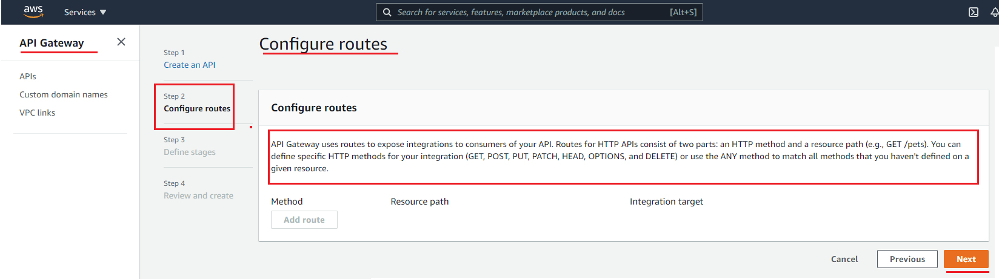 aws
Services
Search for services, features, marketplace products, and docs
[Alt+S]
API Gateway
APIs
Custom domain names
VPC links
Step 1
Create an API
Step 2
Configure routes
Step 3
Define stages
Step 4
Review and create
Configure routes
Configure routes
API Gateway uses routes to expose integrations to consumers of your API. Routes for HTTP APIs consist of two parts: an HTTP method and a resource path (e.g., GET /pets). You can
define specific HTTP methods for your integration (GET, POST, PUT, PATCH, HEAD, OPTIONS, and DELETE) or use the ANY method to match all methods that you haven't defined on a
given resource.
Method
Resource path
Integration target
Add route
Cancel
Previous
Next